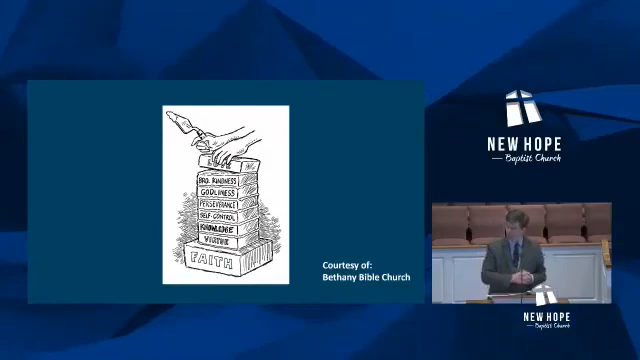 LOVE
BRO. KINDNESS
GODLINESS
PERSEVERANCE
SELF-CONTROL
KNOWLEDGE
VIRTUE
FAITH
Courtesy of:
Bethany Bible Church
NEW HOPE
Baptist Church
NEW HOPE
Baptist Church